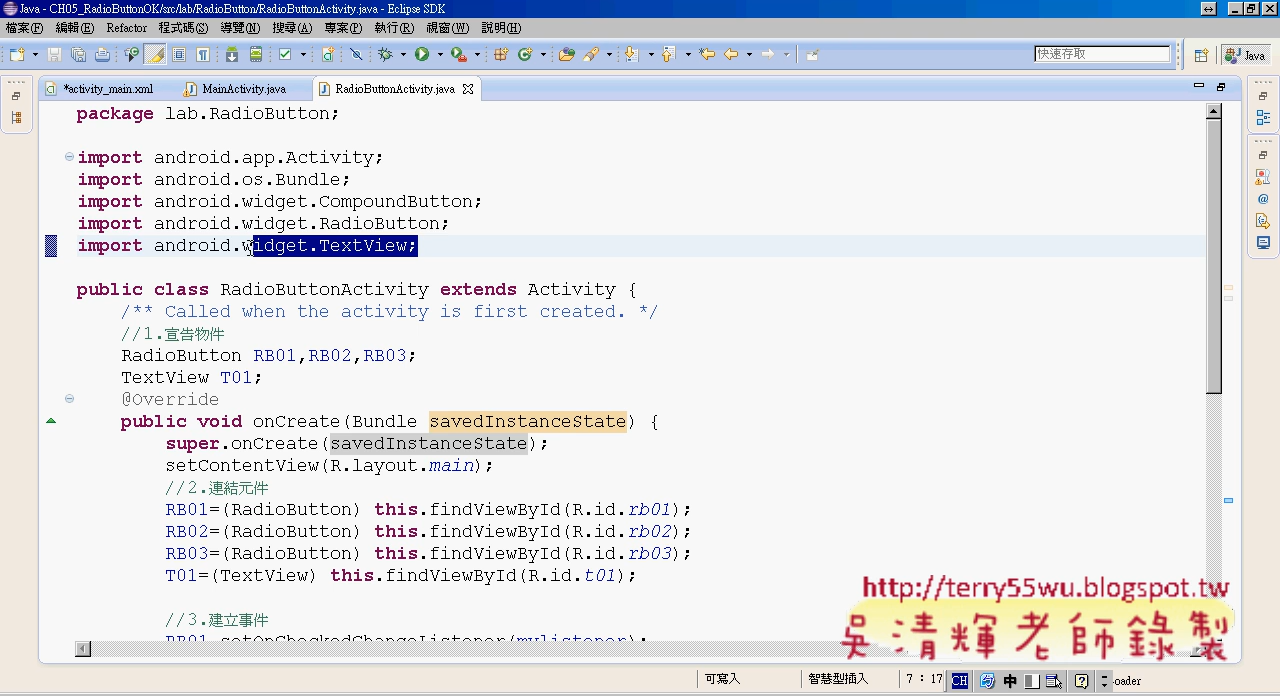 Java - CH05_RadioButtonOK/src/lab/RadioButton/RadioButtonActivity.java - Eclipse SDK
檔案(F) 編輯(E) Refactor 程式碼(S) 導覽(N) 搜尋(A) 專案(P) 執行(R) 視窗(W) 說明(H)
快速存取 Java
*activity_main.xml MainActivity.java RadioButtonActivity.java
package lab.RadioButton;
import android.app.Activity;
import android.os.Bundle;
import android.widget.CompoundButton;
import android.widget.RadioButton;
import android.widget.TextView;
public class RadioButtonActivity extends Activity {
/** Called when the activity is first created. */
//1.宣告物件
RadioButton RB01,RB02,RB03;
TextView T01;
@Override
public void onCreate(Bundle savedInstanceState) {
super.onCreate(savedInstanceState);
setContentView(R.layout.main);
//2.連結元件
RB01=(RadioButton) this.findViewById(R.id.rb01);
RB02=(RadioButton) this.findViewById(R.id.rb02);
RB03=(RadioButton) this.findViewById(R.id.rb03);
T01=(TextView) this.findViewById(R.id.t01);
//3.建立事件
RB01.setOnCheckedChangeListener(mylistener);
http://terry55wu.blogspot.tw
吳清輝老師錄製
可寫入 智慧型插入 7 : 17 CH 中 oader